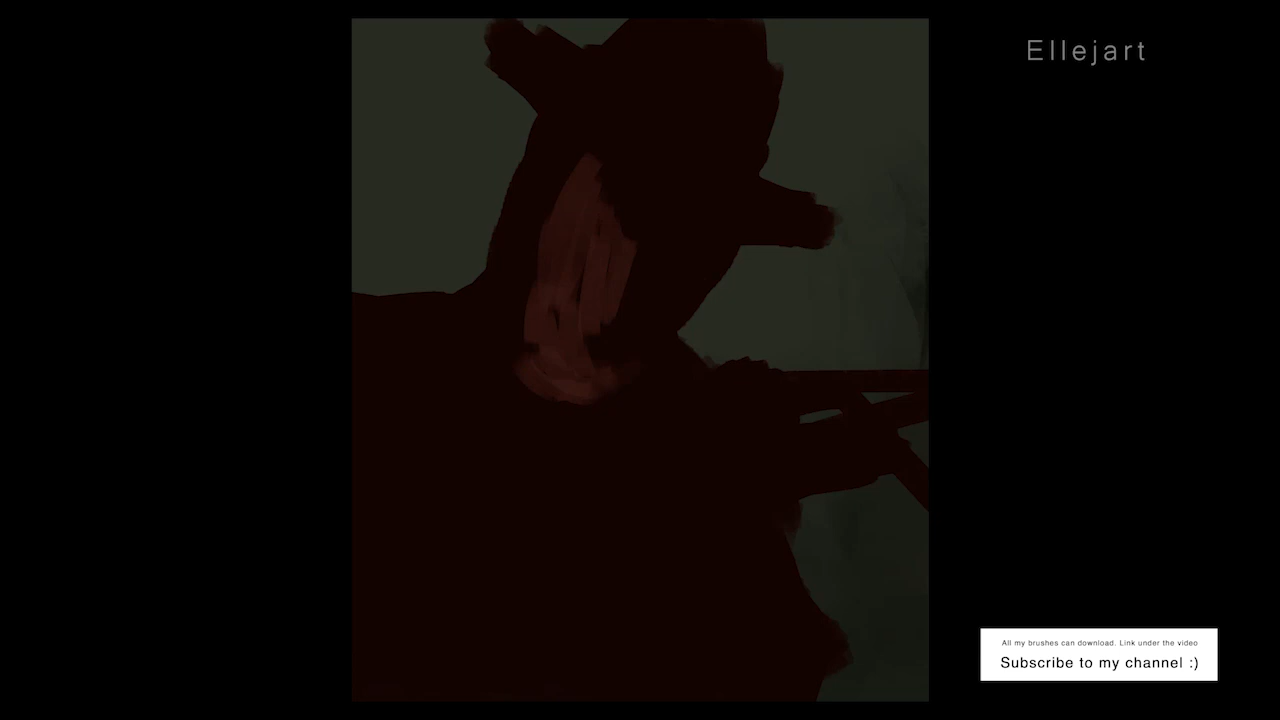 Ellejart
All my brushes can download. Link under the video
Subscribe to my channel :)